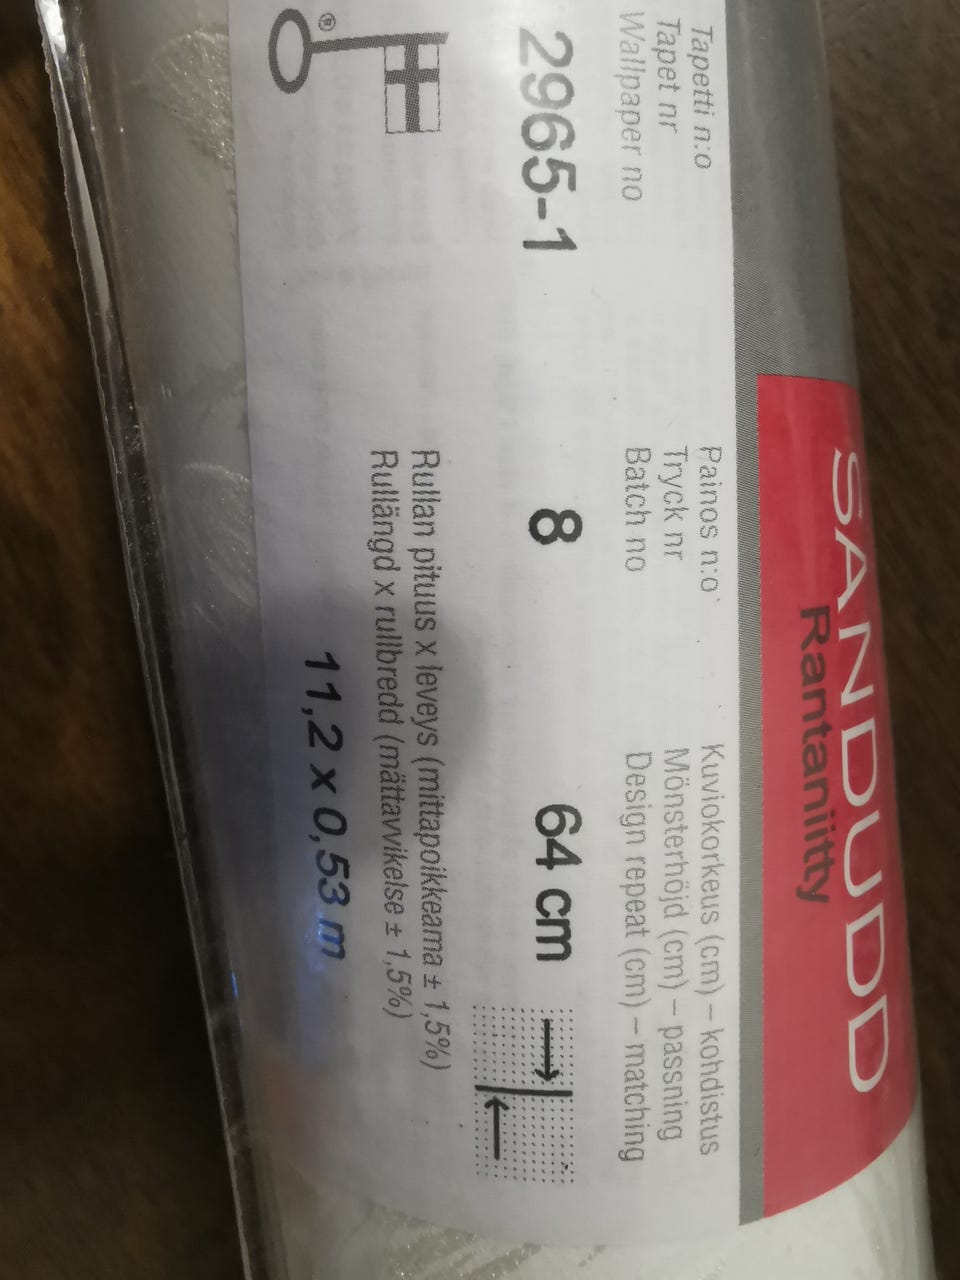 SANDUDD
Rantaniitty
Tapetti n:o
Tapet nr
Wallpaper no
2965-1
Painos n:o
Tryck nr
Batch no
8
Kuviokorkeus (cm) – kohdistus
Mönsterhöjd (cm) – passning
Design repeat (cm) – matching
64 cm
Rullan pituus x leveys (mittapoikkeama ± 1,5%)
Rullängd x rullbredd (måttavvikelse ± 1,5%)
11,2 x 0,53 m
®